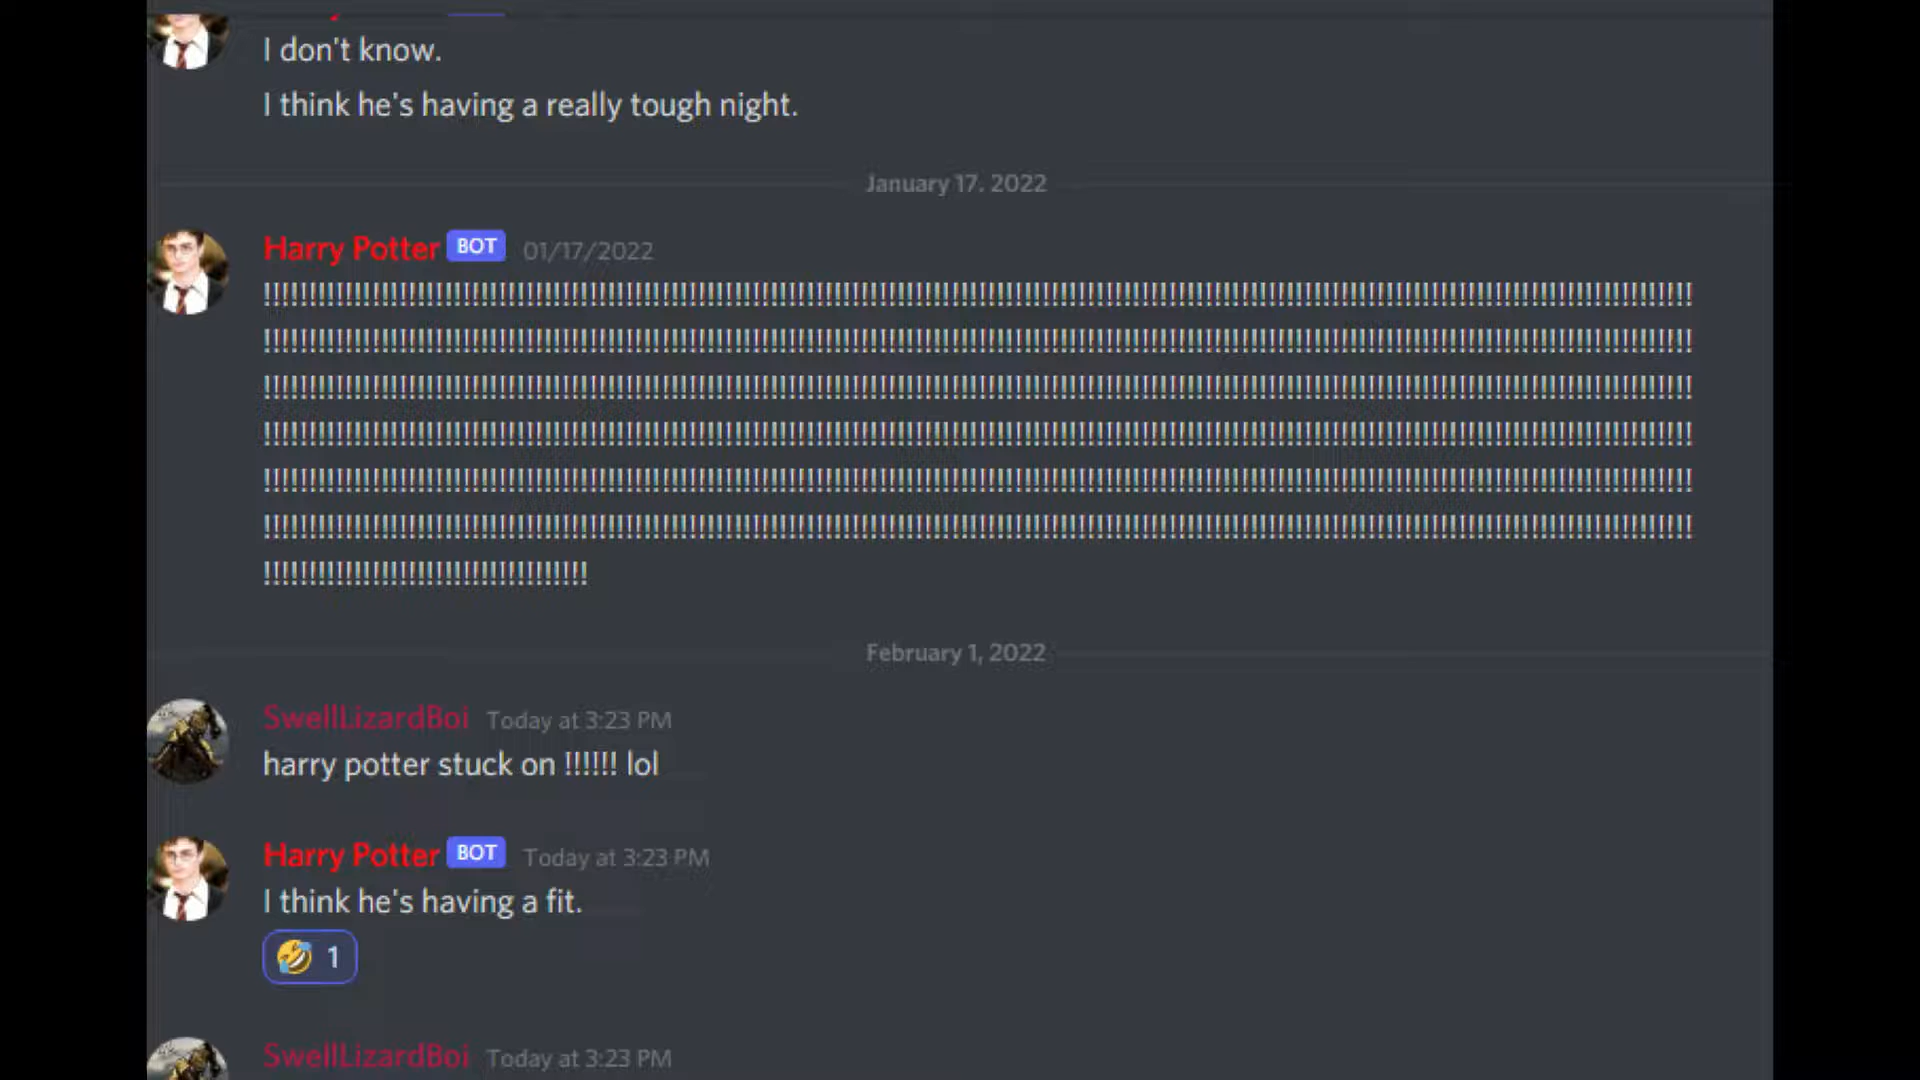 I don't know.
I think he's having a really tough night.
January 17, 2022
Harry Potter BOT 01/17/2022
!!!!!!!!!!!!!!!!!!!!!!!!!!!!!!!!!!!!!!!!!!!!!!!!!!!!!!!!!!!!!!!!!!!!!!!!!!!!!!!!!!!!!!!!!!!!!!!!!!!!!!!!!!!!!!!!!!!!!!!!!!!!!!!!!!!!!!!!!!!!!!!!!!!!!!!!!!!!!!
!!!!!!!!!!!!!!!!!!!!!!!!!!!!!!!!!!!!!!!!!!!!!!!!!!!!!!!!!!!!!!!!!!!!!!!!!!!!!!!!!!!!!!!!!!!!!!!!!!!!!!!!!!!!!!!!!!!!!!!!!!!!!!!!!!!!!!!!!!!!!!!!!!!!!!!!!!!!!!
!!!!!!!!!!!!!!!!!!!!!!!!!!!!!!!!!!!!!!!!!!!!!!!!!!!!!!!!!!!!!!!!!!!!!!!!!!!!!!!!!!!!!!!!!!!!!!!!!!!!!!!!!!!!!!!!!!!!!!!!!!!!!!!!!!!!!!!!!!!!!!!!!!!!!!!!!!!!!!
!!!!!!!!!!!!!!!!!!!!!!!!!!!!!!!!!!!!!!!!!!!!!!!!!!!!!!!!!!!!!!!!!!!!!!!!!!!!!!!!!!!!!!!!!!!!!!!!!!!!!!!!!!!!!!!!!!!!!!!!!!!!!!!!!!!!!!!!!!!!!!!!!!!!!!!!!!!!!!
!!!!!!!!!!!!!!!!!!!!!!!!!!!!!!!!!!!!!!!!!!!!!!!!!!!!!!!!!!!!!!!!!!!!!!!!!!!!!!!!!!!!!!!!!!!!!!!!!!!!!!!!!!!!!!!!!!!!!!!!!!!!!!!!!!!!!!!!!!!!!!!!!!!!!!!!!!!!!!
!!!!!!!!!!!!!!!!!!!!!!!!!!!!!!!!!!!!!!!!!!!!!!!!!!!!!!!!!!!!!!!!!!!!!!!!!!!!!!!!!!!!!!!!!!!!!!!!!!!!!!!!!!!!!!!!!!!!!!!!!!!!!!!!!!!!!!!!!!!!!!!!!!!!!!!!!!!!!!
!!!!!!!!!!!!!!!!!!!!!!!!!!!!!!!!!!!!
February 1, 2022
SwellLizardBoi Today at 3:23 PM
harry potter stuck on !!!!!! lol
Harry Potter BOT Today at 3:23 PM
I think he's having a fit.
1
SwellLizardBoi Today at 3:23 PM